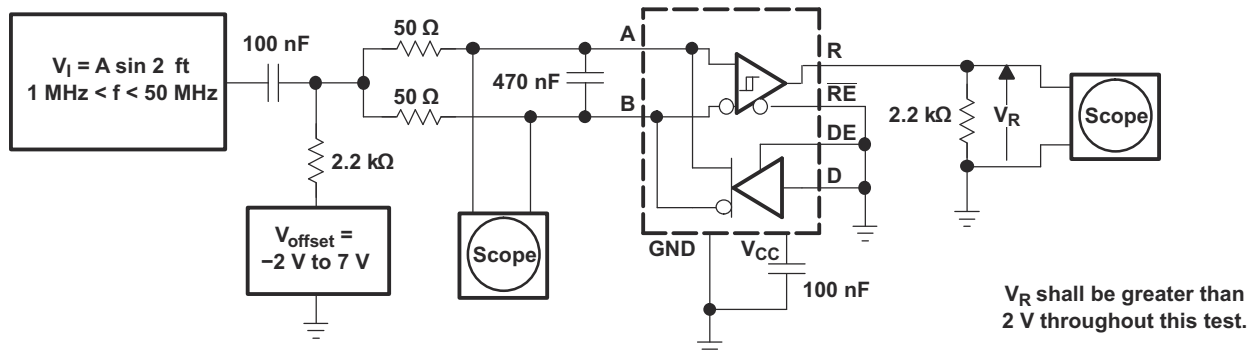 V_I = A sin 2 ft
1 MHz < f < 50 MHz
100 nF
50 Ω
50 Ω
2.2 kΩ
V_offset =
−2 V to 7 V
470 nF
Scope
A
B
GND
V_CC
100 nF
R
R̅E̅
DE
D
2.2 kΩ
V_R
Scope
V_R shall be greater than
2 V throughout this test.